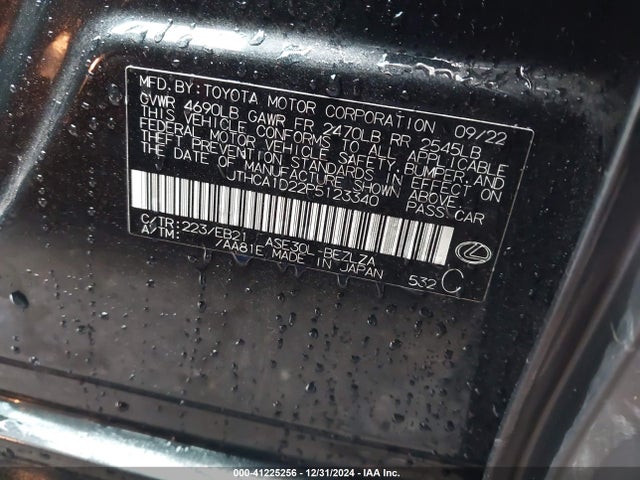 MFD. BY: TOYOTA MOTOR CORPORATION 09/22
GVWR 4690LB GAWR FR 2470LB RR 2545LB
THIS VEHICLE CONFORMS TO ALL APPLICABLE
FEDERAL MOTOR VEHICLE SAFETY, BUMPER, AND
THEFT PREVENTION STANDARDS IN EFFECT ON
THE DATE OF MANUFACTURE SHOWN ABOVE.
JTHCA1D22P5123340 PASS CAR
C/TR: 223/EB21 ASE30L-BEZLZA
A/TM: /AA81E MADE IN JAPAN 532 C
000-41225256 - 12/31/2024 - IAA Inc.